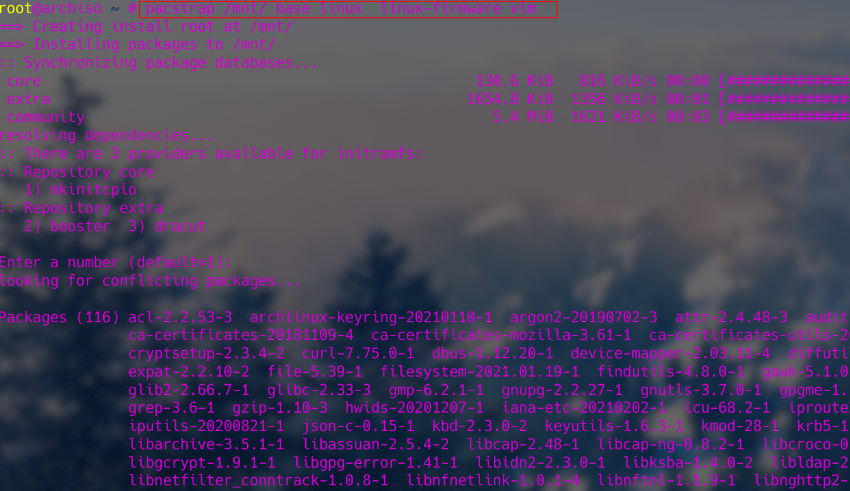 root@archiso ~ # pacstrap /mnt/ base linux linux-firmware vim
==> Creating install root at /mnt/
==> Installing packages to /mnt/
:: Synchronizing package databases...
core 130.6 KiB 816 KiB/s 00:00 [##############
extra 1654.8 KiB 00:01 [##############
community 5.4 MiB 00:03 [##############
resolving dependencies...
:: There are 3 providers available for initramfs:
:: Repository core
1) mkinitcpio
:: Repository extra
2) booster 3) dracut
Enter a number (default=1):
looking for conflicting packages...
Packages (116) acl-2.2.53-3 archlinux-keyring-20210110-1 argon2-20190702-3 attr-2.4.48-3 audit
ca-certificates-20181109-4 ca-certificates-mozilla-3.61-1 ca-certificates-utils-2
cryptsetup-2.3.4-2 curl-7.75.0-1 dbus-1.12.20-1 device-mapper-2.03.11-4 diffuti
expat-2.2.10-2 file-5.39-1 filesystem-2021.01.19-1 findutils-4.8.0-1 gawk-5.1.0
glib2-2.66.7-1 glibc-2.33-3 gmp-6.2.1-1 gnupg-2.2.27-1 gnutls-3.7.0-1 gpgme-1.
grep-3.6-1 gzip-1.10-3 hwids-20201207-1 iana-etc-20210202-1 icu-68.2-1 iproute
iputils-20200821-1 json-c-0.15-1 kbd-2.3.0-2 keyutils-1.6.3-1 kmod-28-1 krb5-1
libarchive-3.5.1-1 libassuan-2.5.4-2 libcap-2.48-1 libcap-ng-0.8.2-1 libcroco-0
libgcrypt-1.9.1-1 libgpg-error-1.41-1 libidn2-2.3.0-1 libksba-1.4.0-2 libldap-2
libnetfilter_conntrack-1.0.8-1 libnfnetlink-1.0.1-4 libnftnl-1.1.9-1 libnghttp2-